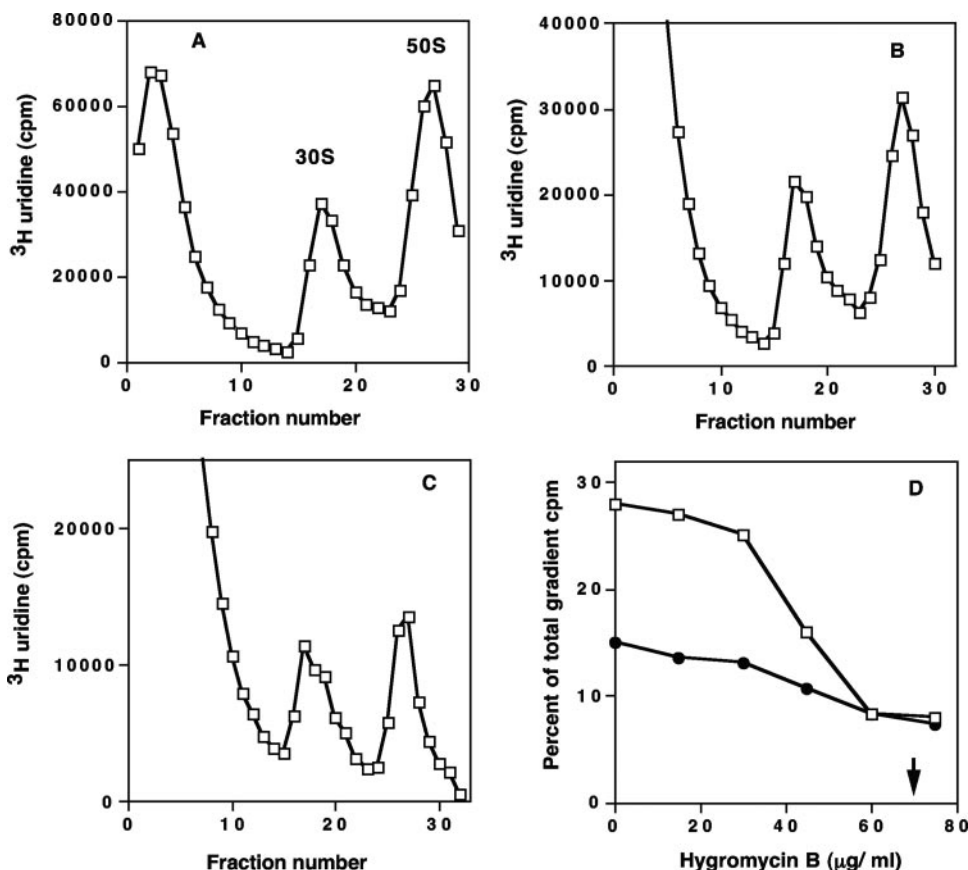 A
50S
30S
80000
60000
40000
20000
0
0 10 20 30
³H uridine (cpm)
Fraction number
B
40000
30000
20000
10000
0
0 10 20 30
³H uridine (cpm)
Fraction number
C
20000
10000
0
0 10 20 30
³H uridine (cpm)
Fraction number
D
30
20
10
0
0 20 40 60 80
Percent of total gradient cpm
Hygromycin B (µg/ ml)